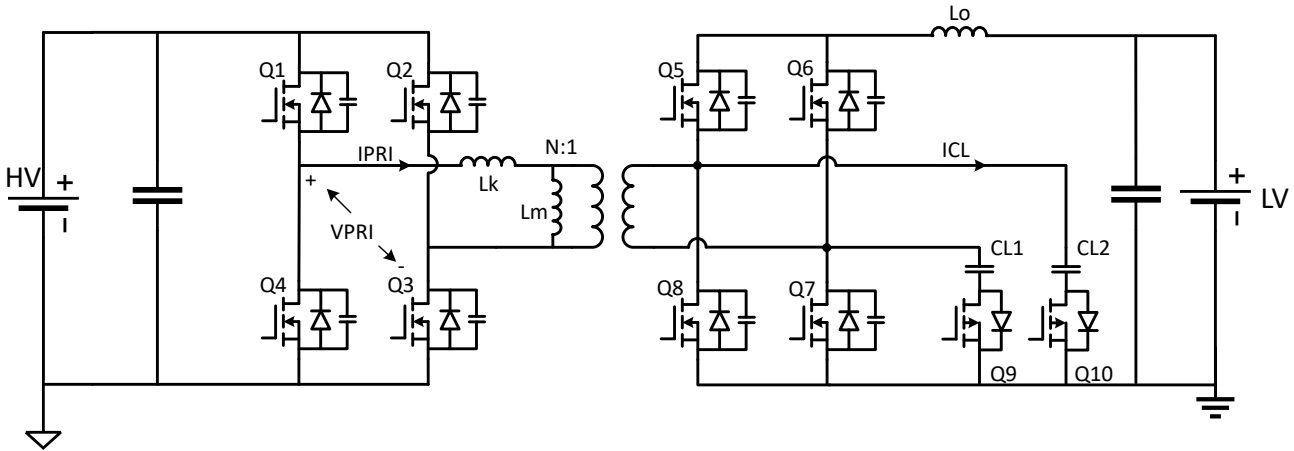 Lo
Q1
Q2
Q5
Q6
IPRI
N:1
ICL
HV
+
-
+
Lk
Lm
VPRI
-
CL1
CL2
+
-
LV
Q4
Q3
Q8
Q7
Q9
Q10